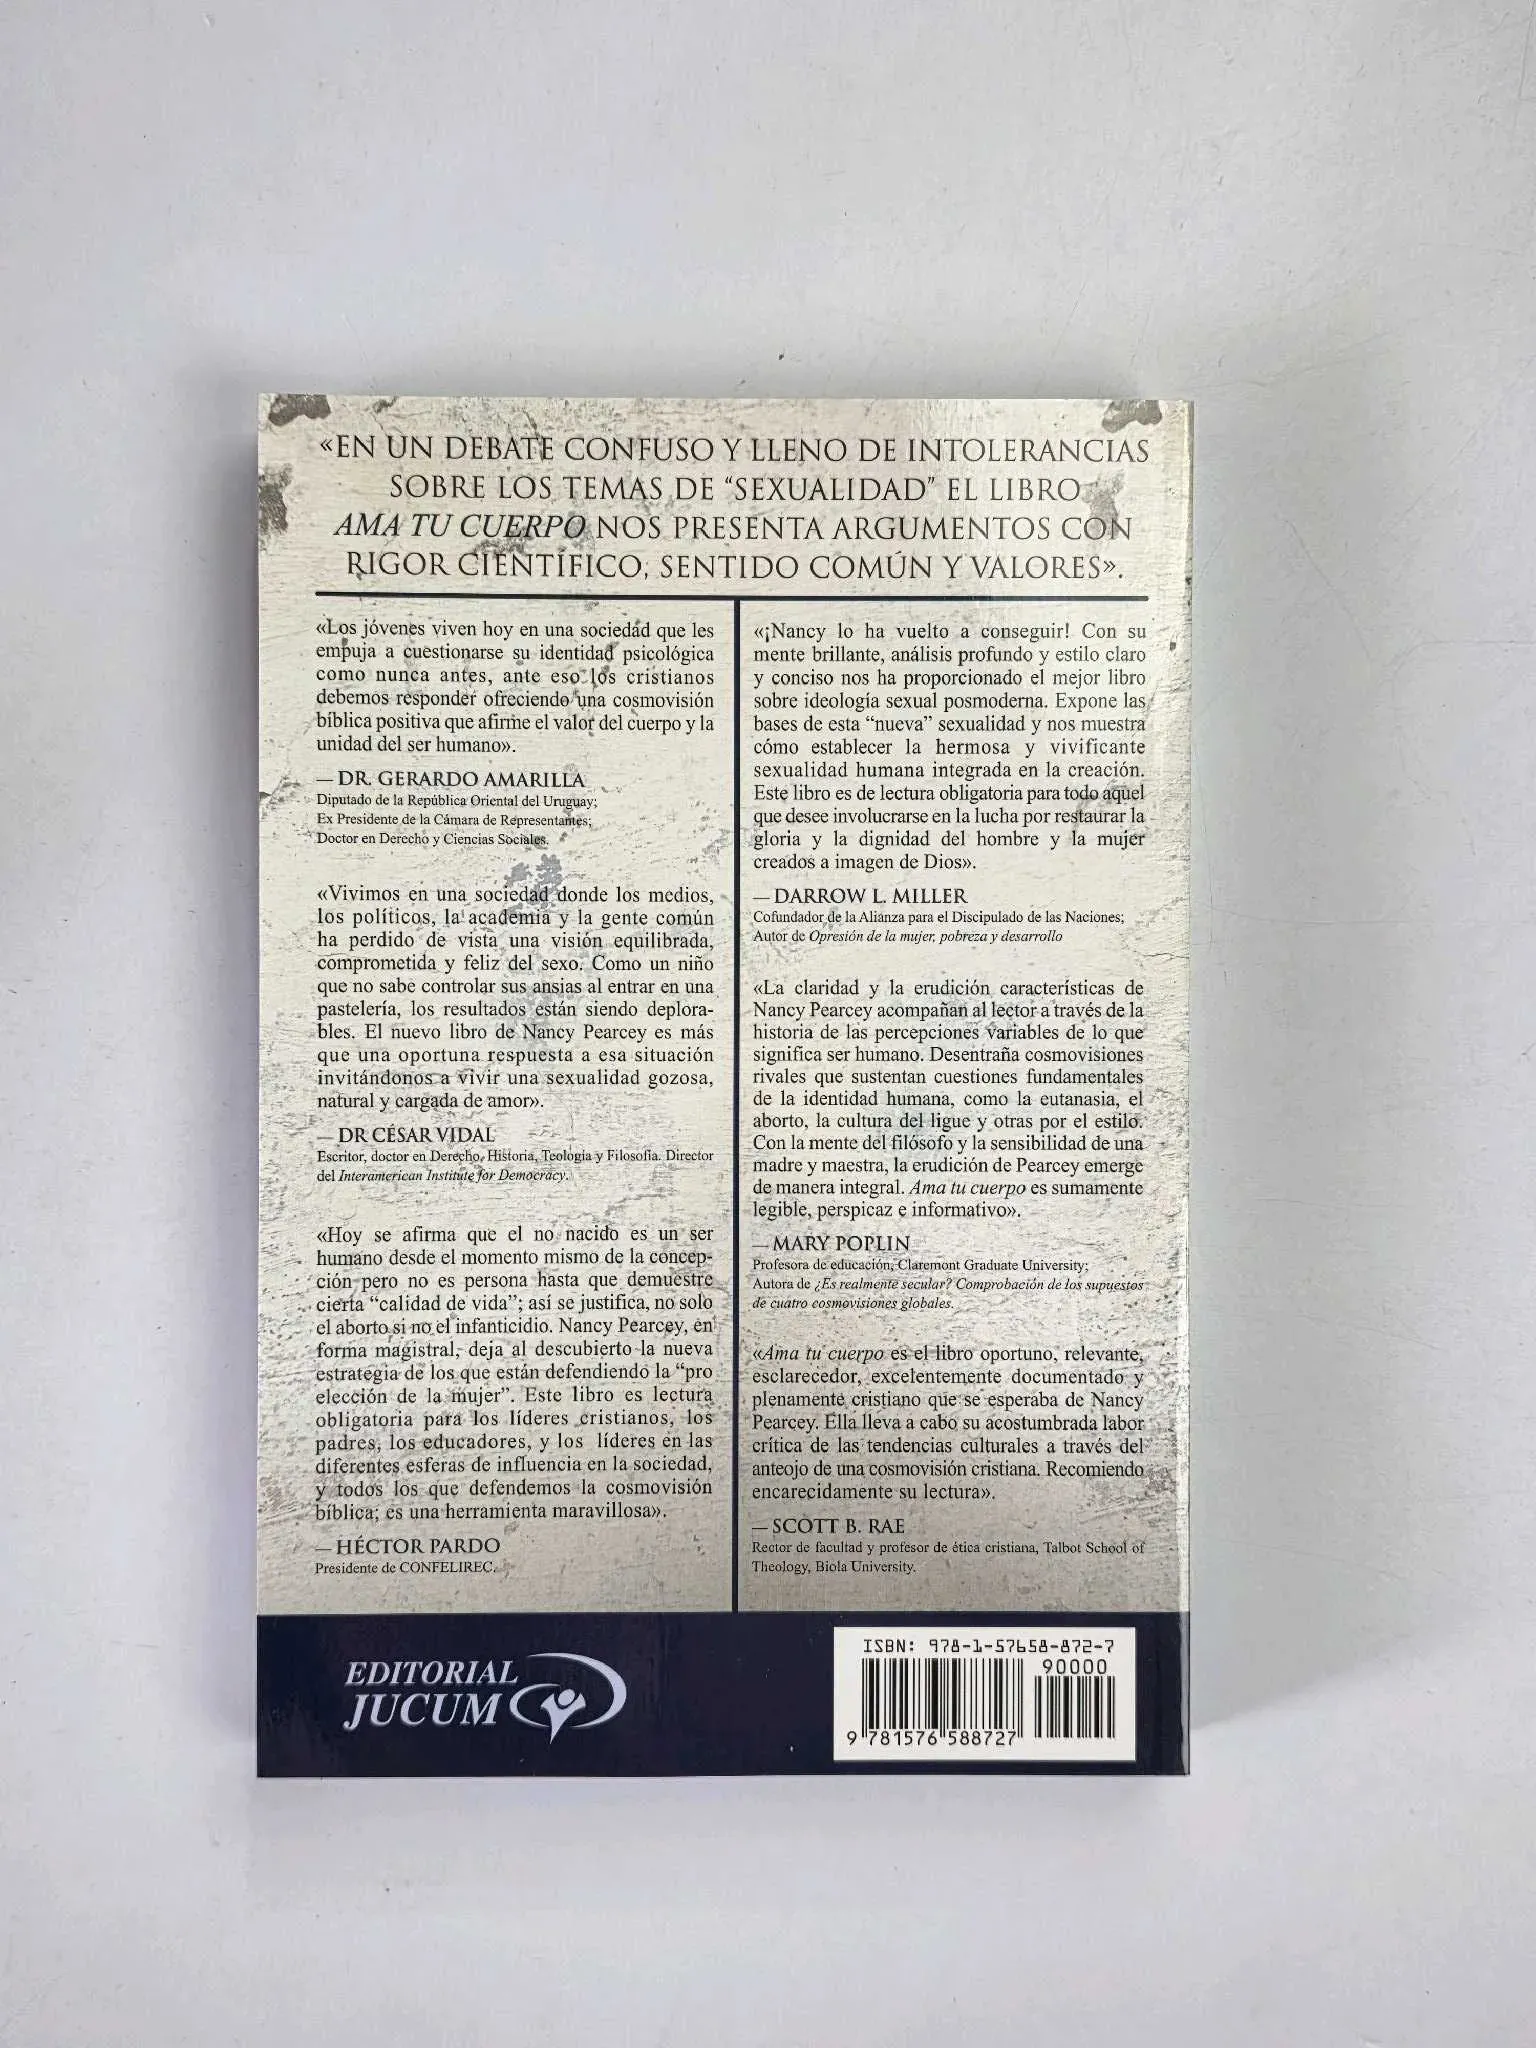 «EN UN DEBATE CONFUSO Y LLENO DE INTOLERANCIAS
SOBRE LOS TEMAS DE “SEXUALIDAD” EL LIBRO
AMA TU CUERPO NOS PRESENTA ARGUMENTOS CON
RIGOR CIENTÍFICO, SENTIDO COMÚN Y VALORES».
«Los jóvenes viven hoy en una sociedad que les
empuja a cuestionarse su identidad psicológica
como nunca antes, ante eso los cristianos
debemos responder ofreciendo una cosmovisión
bíblica positiva que afirme el valor del cuerpo y la
unidad del ser humano».
— DR. GERARDO AMARILLA
Diputado de la República Oriental del Uruguay;
Ex Presidente de la Cámara de Representantes;
Doctor en Derecho y Ciencias Sociales.
«Vivimos en una sociedad donde los medios,
los políticos, la academia y la gente común
ha perdido de vista una visión equilibrada,
comprometida y feliz del sexo. Como un niño
que no sabe controlar sus ansias al entrar en una
pastelería, los resultados están siendo deplora-
bles. El nuevo libro de Nancy Pearcey es más
que una oportuna respuesta a esa situación
invitándonos a vivir una sexualidad gozosa,
natural y cargada de amor».
— DR CÉSAR VIDAL
Escritor, doctor en Derecho, Historia, Teología y Filosofía. Director
del Interamerican Institute for Democracy.
«Hoy se afirma que el no nacido es un ser
humano desde el momento mismo de la concep-
ción pero no es persona hasta que demuestre
cierta “calidad de vida”; así se justifica, no solo
el aborto si no el infanticidio. Nancy Pearcey, en
forma magistral, deja al descubierto la nueva
estrategia de los que están defendiendo la “pro
elección de la mujer”. Este libro es lectura
obligatoria para los líderes cristianos, los
padres, los educadores, y los líderes en las
diferentes esferas de influencia en la sociedad,
y todos los que defendemos la cosmovisión
bíblica; es una herramienta maravillosa».
— HÉCTOR PARDO
Presidente de CONFELIREC.
«¡Nancy lo ha vuelto a conseguir! Con su
mente brillante, análisis profundo y estilo claro
y conciso nos ha proporcionado el mejor libro
sobre ideología sexual posmoderna. Expone las
bases de esta “nueva” sexualidad y nos muestra
cómo establecer la hermosa y vivificante
sexualidad humana integrada en la creación.
Este libro es de lectura obligatoria para todo aquel
que desee involucrarse en la lucha por restaurar la
gloria y la dignidad del hombre y la mujer
creados a imagen de Dios».
— DARROW L. MILLER
Cofundador de la Alianza para el Discipulado de las Naciones;
Autor de Opresión de la mujer, pobreza y desarrollo
«La claridad y la erudición características de
Nancy Pearcey acompañan al lector a través de la
historia de las percepciones variables de lo que
significa ser humano. Desentraña cosmovisiones
rivales que sustentan cuestiones fundamentales
de la identidad humana, como la eutanasia, el
aborto, la cultura del ligue y otras por el estilo.
Con la mente del filósofo y la sensibilidad de una
madre y maestra, la erudición de Pearcey emerge
de manera integral. Ama tu cuerpo es sumamente
legible, perspicaz e informativo».
— MARY POPLIN
Profesora de educación, Claremont Graduate University;
Autora de ¿Es realmente secular? Comprobación de los supuestos
de cuatro cosmovisiones globales.
«Ama tu cuerpo es el libro oportuno, relevante,
esclarecedor, excelentemente documentado y
plenamente cristiano que se esperaba de Nancy
Pearcey. Ella lleva a cabo su acostumbrada labor
crítica de las tendencias culturales a través del
anteojo de una cosmovisión cristiana. Recomiendo
encarecidamente su lectura».
— SCOTT B. RAE
Rector de facultad y profesor de ética cristiana, Talbot School of
Theology, Biola University.
EDITORIAL
JUCUM
ISBN: 978-1-57658-872-7
90000
9 781576 588727